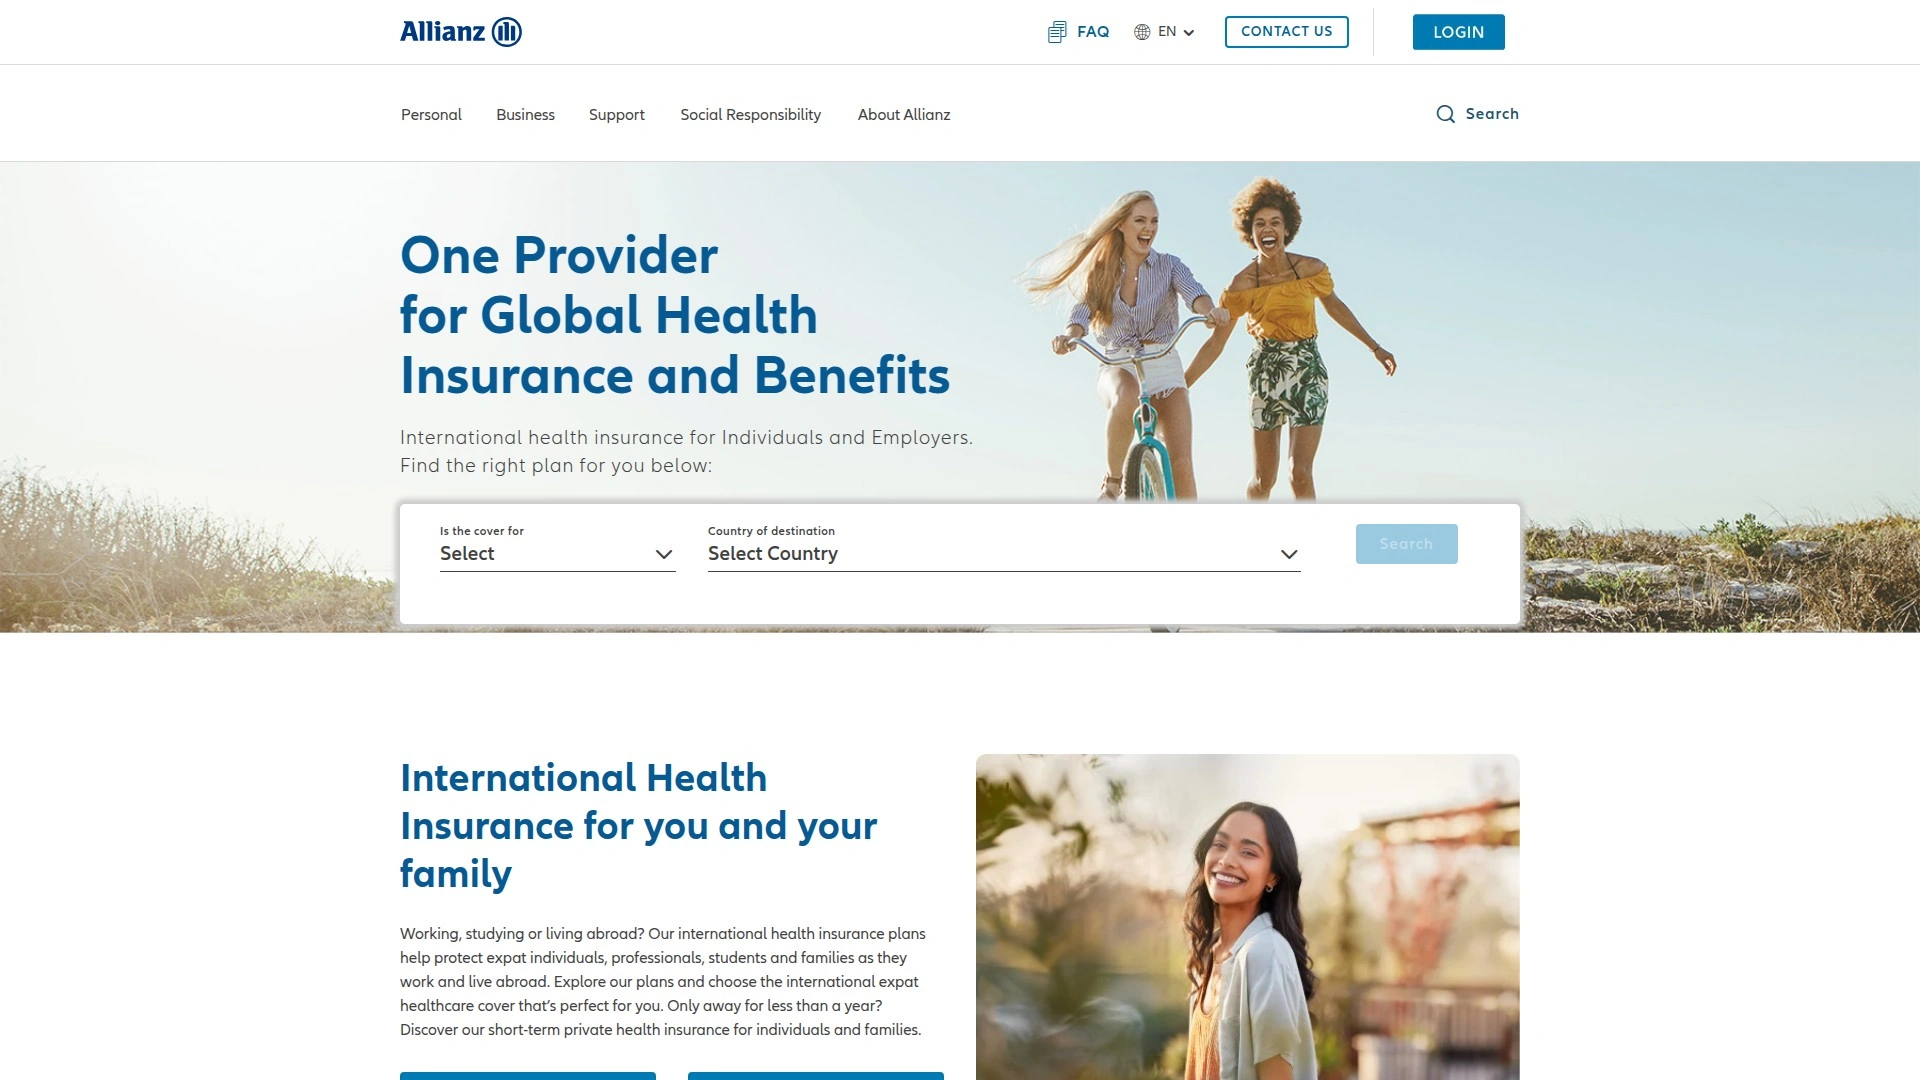 Allianz
FAQ
EN
CONTACT US
LOGIN
Personal
Business
Support
Social Responsibility
About Allianz
Search
One Provider
for Global Health
Insurance and Benefits
International health insurance for Individuals and Employers.
Find the right plan for you below:
Is the cover for
Select
Country of destination
Select Country
Search
International Health
Insurance for you and your
family
Working, studying or living abroad? Our international health insurance plans
help protect expat individuals, professionals, students and families as they
work and live abroad. Explore our plans and choose the international expat
healthcare cover that’s perfect for you. Only away for less than a year?
Discover our short-term private health insurance for individuals and families.